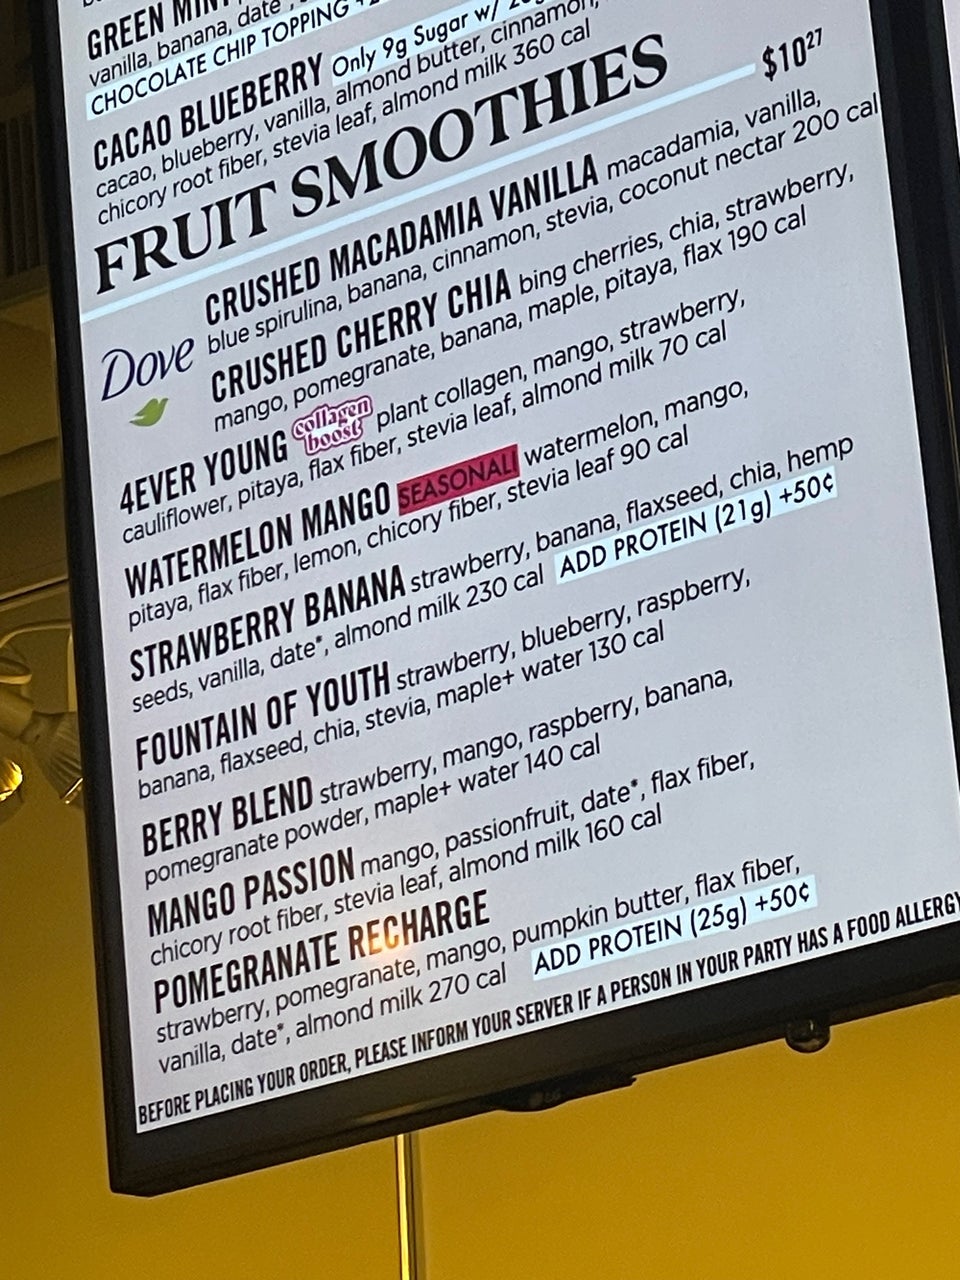 GREEN MIN
vanilla, banana, date
CHOCOLATE CHIP TOPPING
CACAO BLUEBERRY Only 9g Sugar w/
cacao, blueberry, vanilla, almond butter, cinnamon,
chicory root fiber, stevia leaf, almond milk 360 cal
FRUIT SMOOTHIES $1027
CRUSHED MACADAMIA VANILLA macadamia, vanilla,
blue spirulina, banana, cinnamon, stevia, coconut nectar 200 cal
Dove
CRUSHED CHERRY CHIA bing cherries, chia, strawberry,
mango, pomegranate, banana, maple, pitaya, flax 190 cal
4EVER YOUNG collagen boost plant collagen, mango, strawberry,
cauliflower, pitaya, flax fiber, stevia leaf, almond milk 70 cal
WATERMELON MANGO SEASONAL! watermelon, mango,
pitaya, flax fiber, lemon, chicory fiber, stevia leaf 90 cal
STRAWBERRY BANANA strawberry, banana, flaxseed, chia, hemp
seeds, vanilla, date*, almond milk 230 cal ADD PROTEIN (21g) +50¢
FOUNTAIN OF YOUTH strawberry, blueberry, raspberry,
banana, flaxseed, chia, stevia, maple+ water 130 cal
BERRY BLEND strawberry, mango, raspberry, banana,
pomegranate powder, maple+ water 140 cal
MANGO PASSION mango, passionfruit, date*, flax fiber,
chicory root fiber, stevia leaf, almond milk 160 cal
POMEGRANATE RECHARGE
strawberry, pomegranate, mango, pumpkin butter, flax fiber,
vanilla, date*, almond milk 270 cal ADD PROTEIN (25g) +50¢
BEFORE PLACING YOUR ORDER, PLEASE INFORM YOUR SERVER IF A PERSON IN YOUR PARTY HAS A FOOD ALLERGY